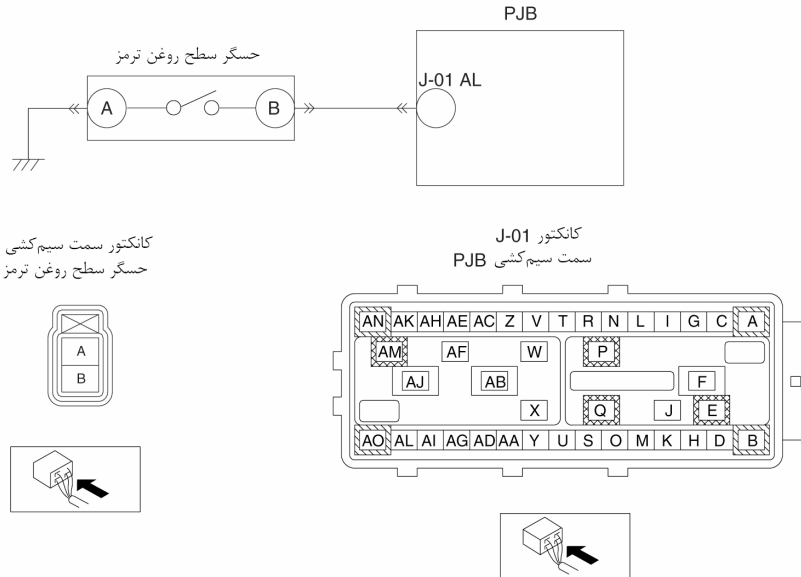 PJB
حسگر سطح روغن ترمز
J-01 AL
A
B
کانکتور سمت سیم‌کشی
حسگر سطح روغن ترمز
A
B
کانکتور J-01
سمت سیم‌کشی PJB
AN AK AH AE AC Z V T R N L I G C A
AM AF W P
AJ AB F
X Q J E
AO AL AI AG AD AA Y U S O M K H D B